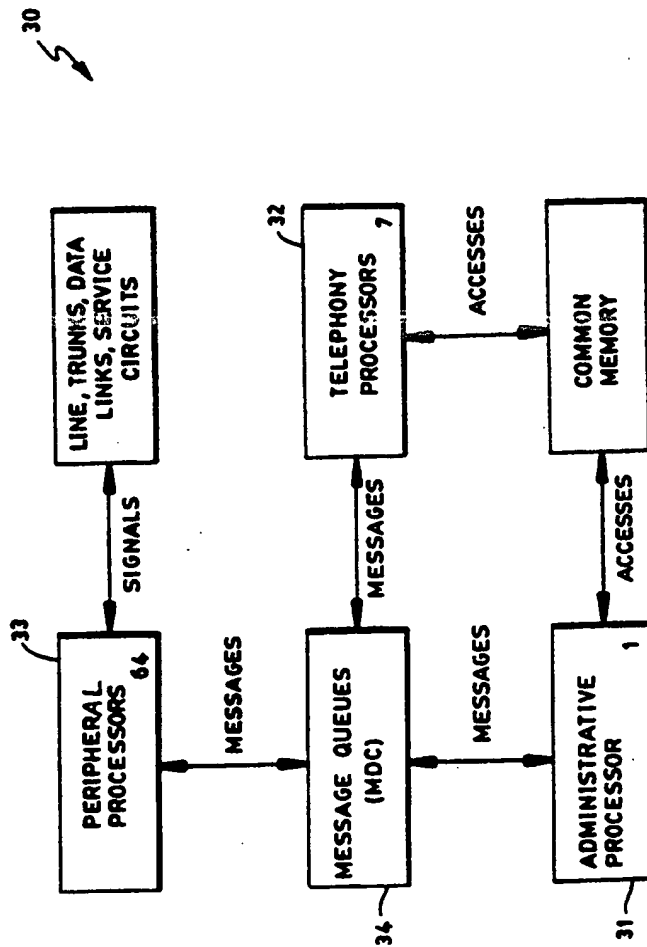 30
33
PERIPHERAL
PROCESSORS
64
SIGNALS
LINE, TRUNKS, DATA
LINKS, SERVICE
CIRCUITS
MESSAGES
34
MESSAGE QUEUES
(MDC)
MESSAGES
32
TELEPHONY
PROCESSORS
7
MESSAGES
ACCESSES
31
ADMINISTRATIVE
PROCESSOR
1
ACCESSES
COMMON
MEMORY